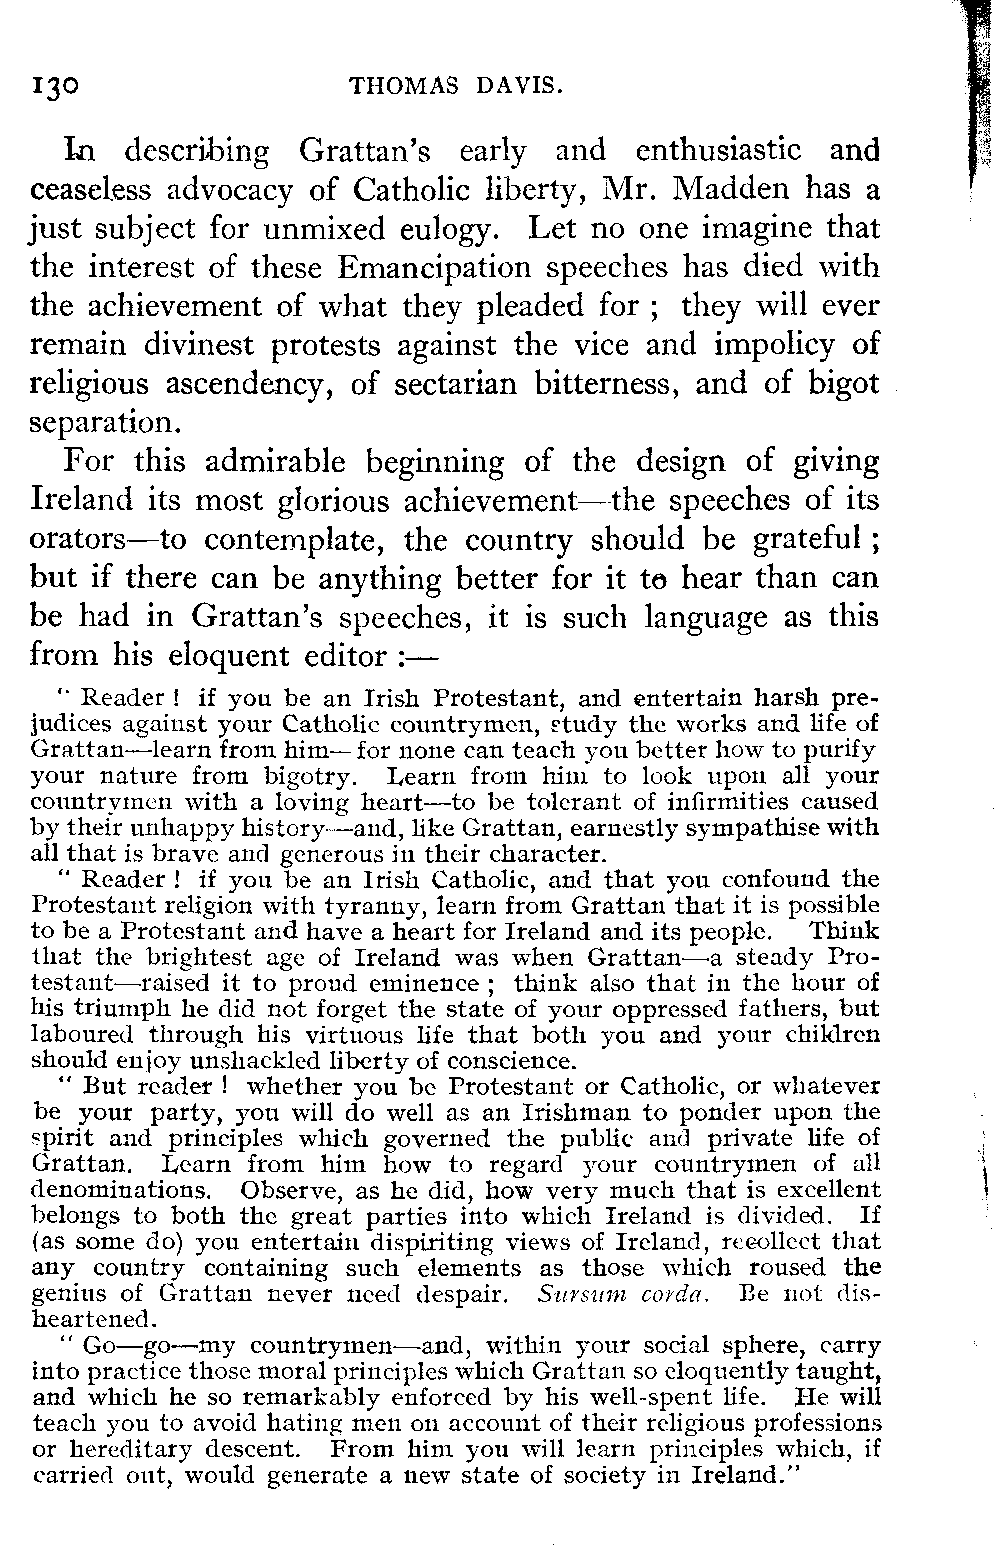 130 THOMAS DAVIS.
In describing Grattan's early and enthusiastic and
ceaseless advocacy of Catholic liberty, Mr. Madden has a
just subject for unmixed eulogy. Let no one imagine that
the interest of these Emancipation speeches has died with
the achievement of what they pleaded for ; they will ever
remain divinest protests against the vice and impolicy of
religious ascendency, of sectarian bitterness, and of bigot
separation.
For this admirable beginning of the design of giving
Ireland its most glorious achievement—the speeches of its
orators—to contemplate, the country should be grateful ;
but if there can be anything better for it to hear than can
be had in Grattan's speeches, it is such language as this
from his eloquent editor :—
" Reader ! if you be an Irish Protestant, and entertain harsh pre-
judices against your Catholic countrymen, study the works and life of
Grattan—learn from him—for none can teach you better how to purify
your nature from bigotry. Learn from him to look upon all your
countrymen with a loving heart—to be tolerant of infirmities caused
by their unhappy history—and, like Grattan, earnestly sympathise with
all that is brave and generous in their character.
" Reader ! if you be an Irish Catholic, and that you confound the
Protestant religion with tyranny, learn from Grattan that it is possible
to be a Protestant and have a heart for Ireland and its people. Think
that the brightest age of Ireland was when Grattan—a steady Pro-
testant—raised it to proud eminence ; think also that in the hour of
his triumph he did not forget the state of your oppressed fathers, but
laboured through his virtuous life that both you and your children
should enjoy unshackled liberty of conscience.
" But reader ! whether you be Protestant or Catholic, or whatever
be your party, you will do well as an Irishman to ponder upon the
spirit and principles which governed the public and private life of
Grattan. Learn from him how to regard your countrymen of all
denominations. Observe, as he did, how very much that is excellent
belongs to both the great parties into which Ireland is divided. If
(as some do) you entertain dispiriting views of Ireland, recollect that
any country containing such elements as those which roused the
genius of Grattan never need despair. Sursum corda. Be not dis-
heartened.
" Go—go—my countrymen—and, within your social sphere, carry
into practice those moral principles which Grattan so eloquently taught,
and which he so remarkably enforced by his well-spent life. He will
teach you to avoid hating men on account of their religious professions
or hereditary descent. From him you will learn principles which, if
carried out, would generate a new state of society in Ireland."